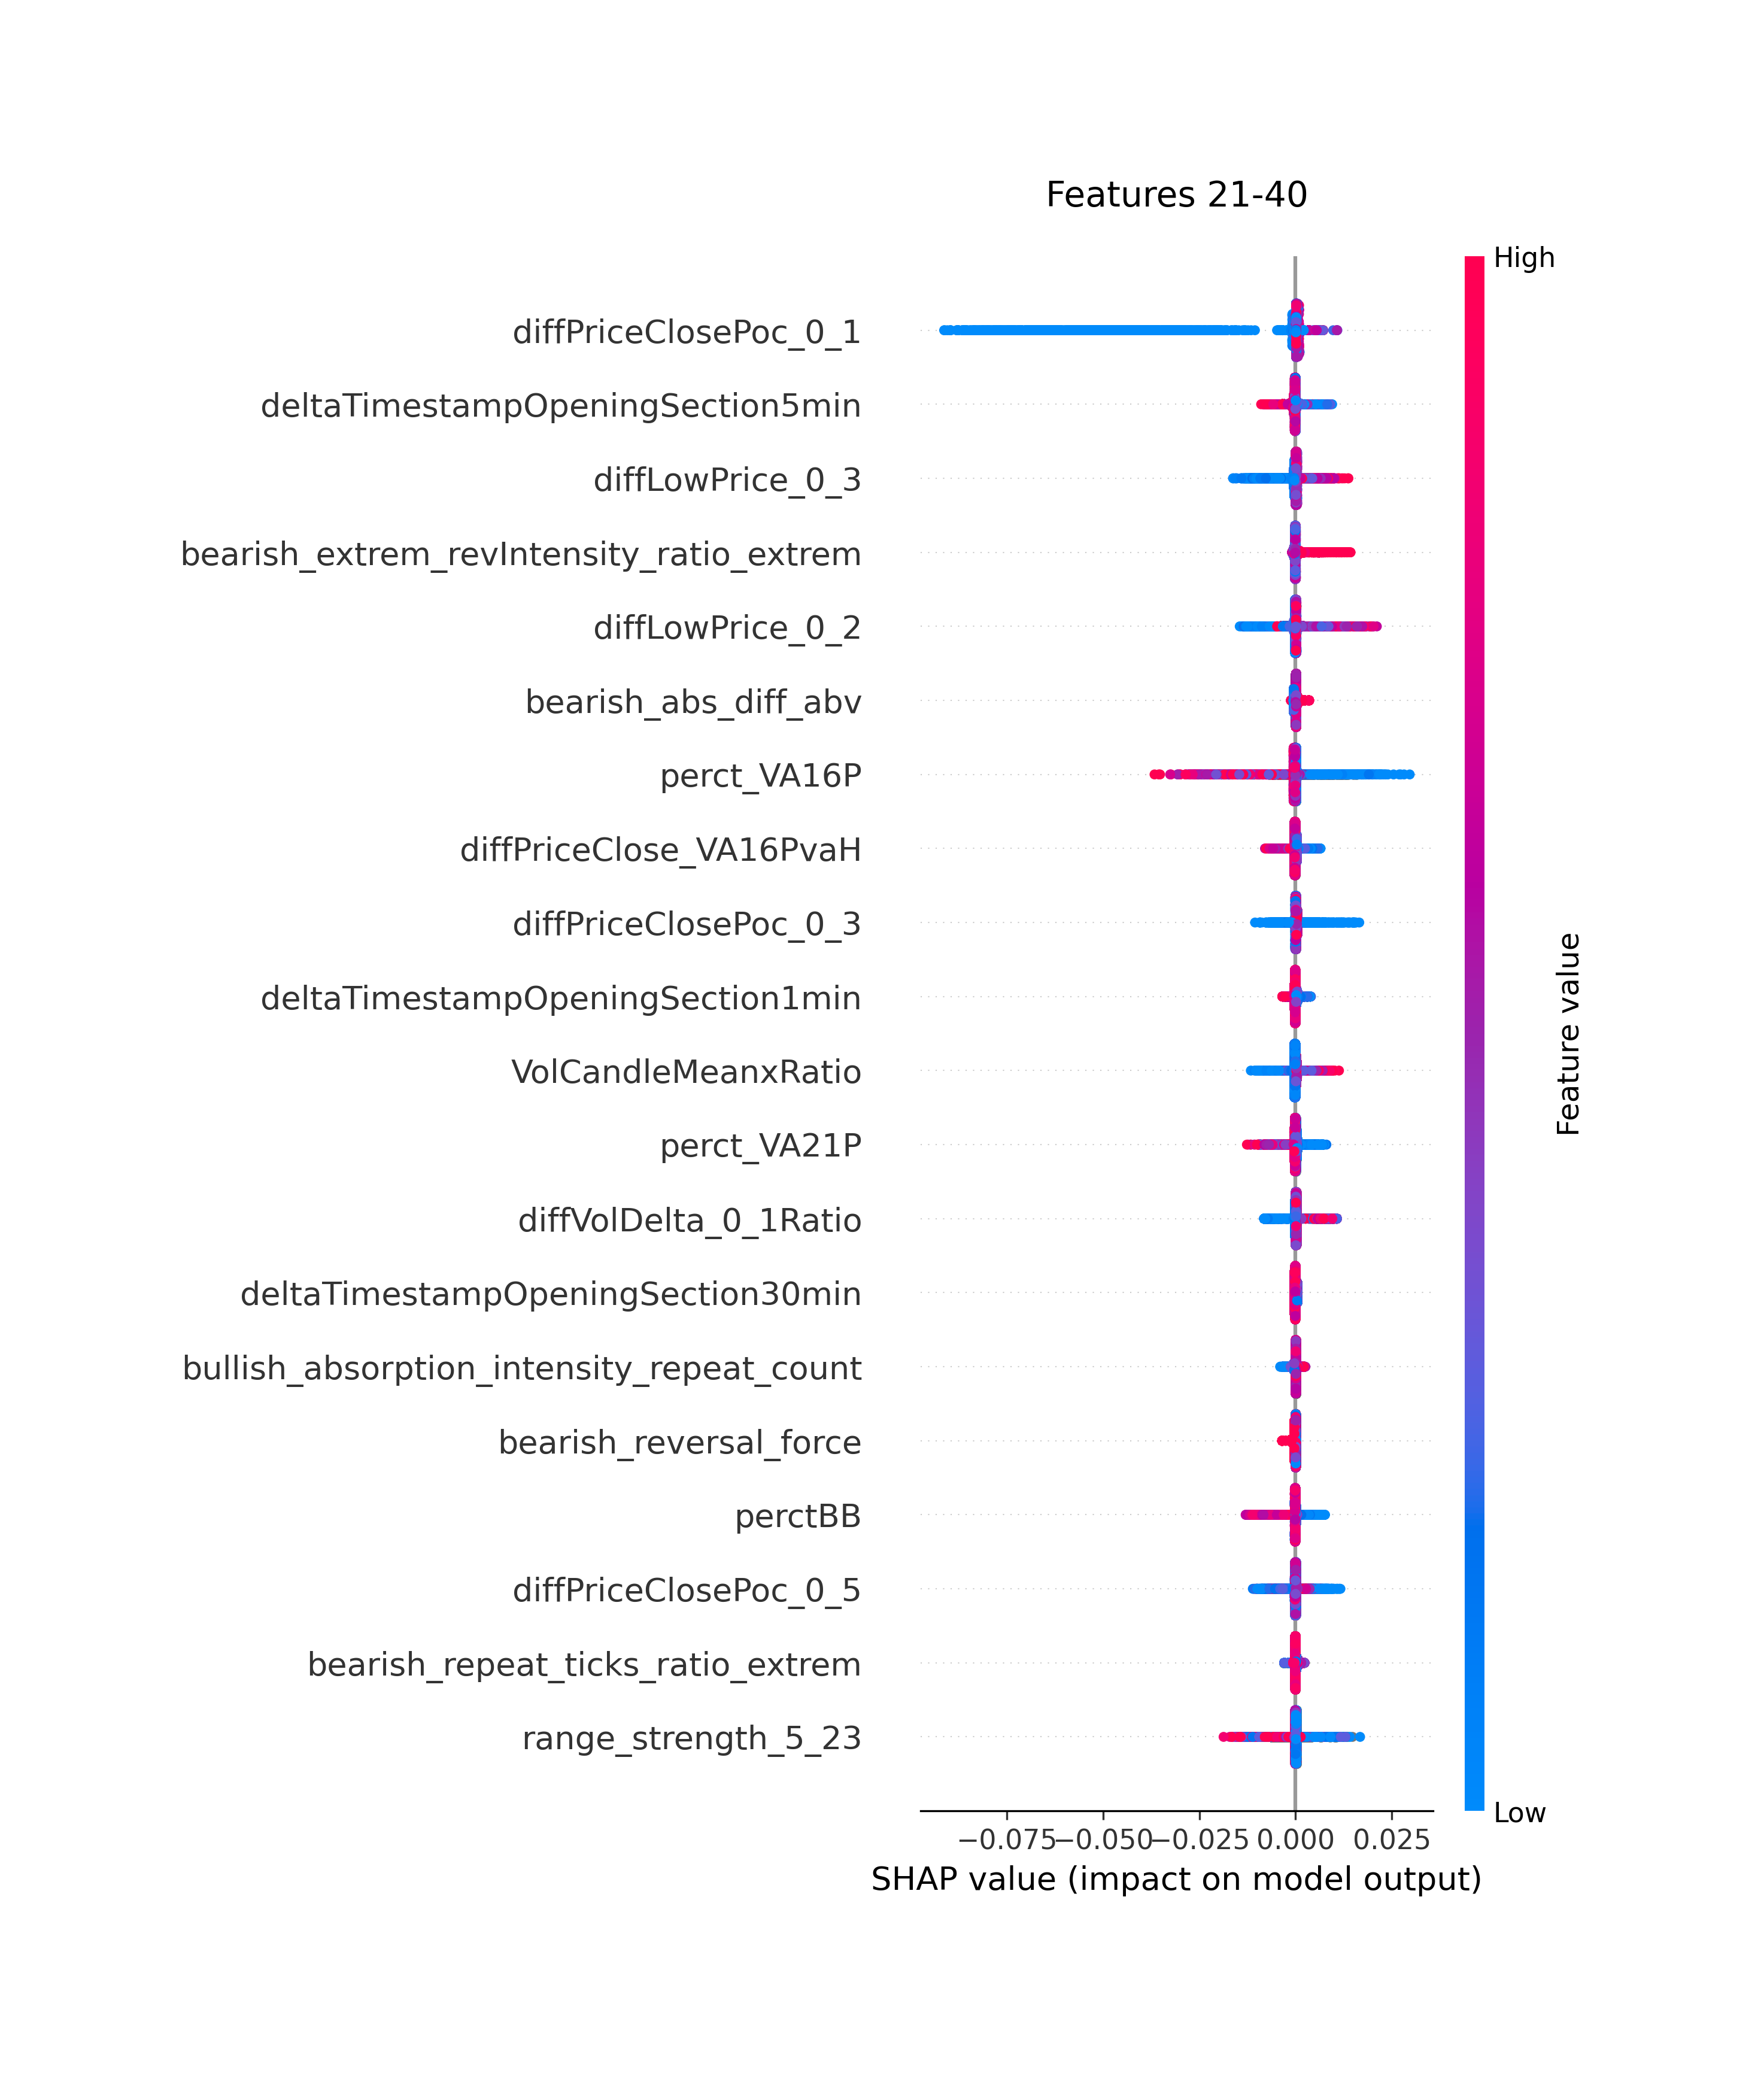 Features 21-40
High
diffPriceClosePoc_0_1
deltaTimestampOpeningSection5min
diffLowPrice_0_3
bearish_extrem_revIntensity_ratio_extrem
diffLowPrice_0_2
bearish_abs_diff_abv
perct_VA16P
diffPriceClose_VA16PvaH
diffPriceClosePoc_0_3
deltaTimestampOpeningSection1min
VolCandleMeanxRatio
perct_VA21P
diffVolDelta_0_1Ratio
deltaTimestampOpeningSection30min
bullish_absorption_intensity_repeat_count
bearish_reversal_force
perctBB
diffPriceClosePoc_0_5
bearish_repeat_ticks_ratio_extrem
range_strength_5_23
Feature value
Low
−0.075 −0.050 −0.025 0.000 0.025
SHAP value (impact on model output)